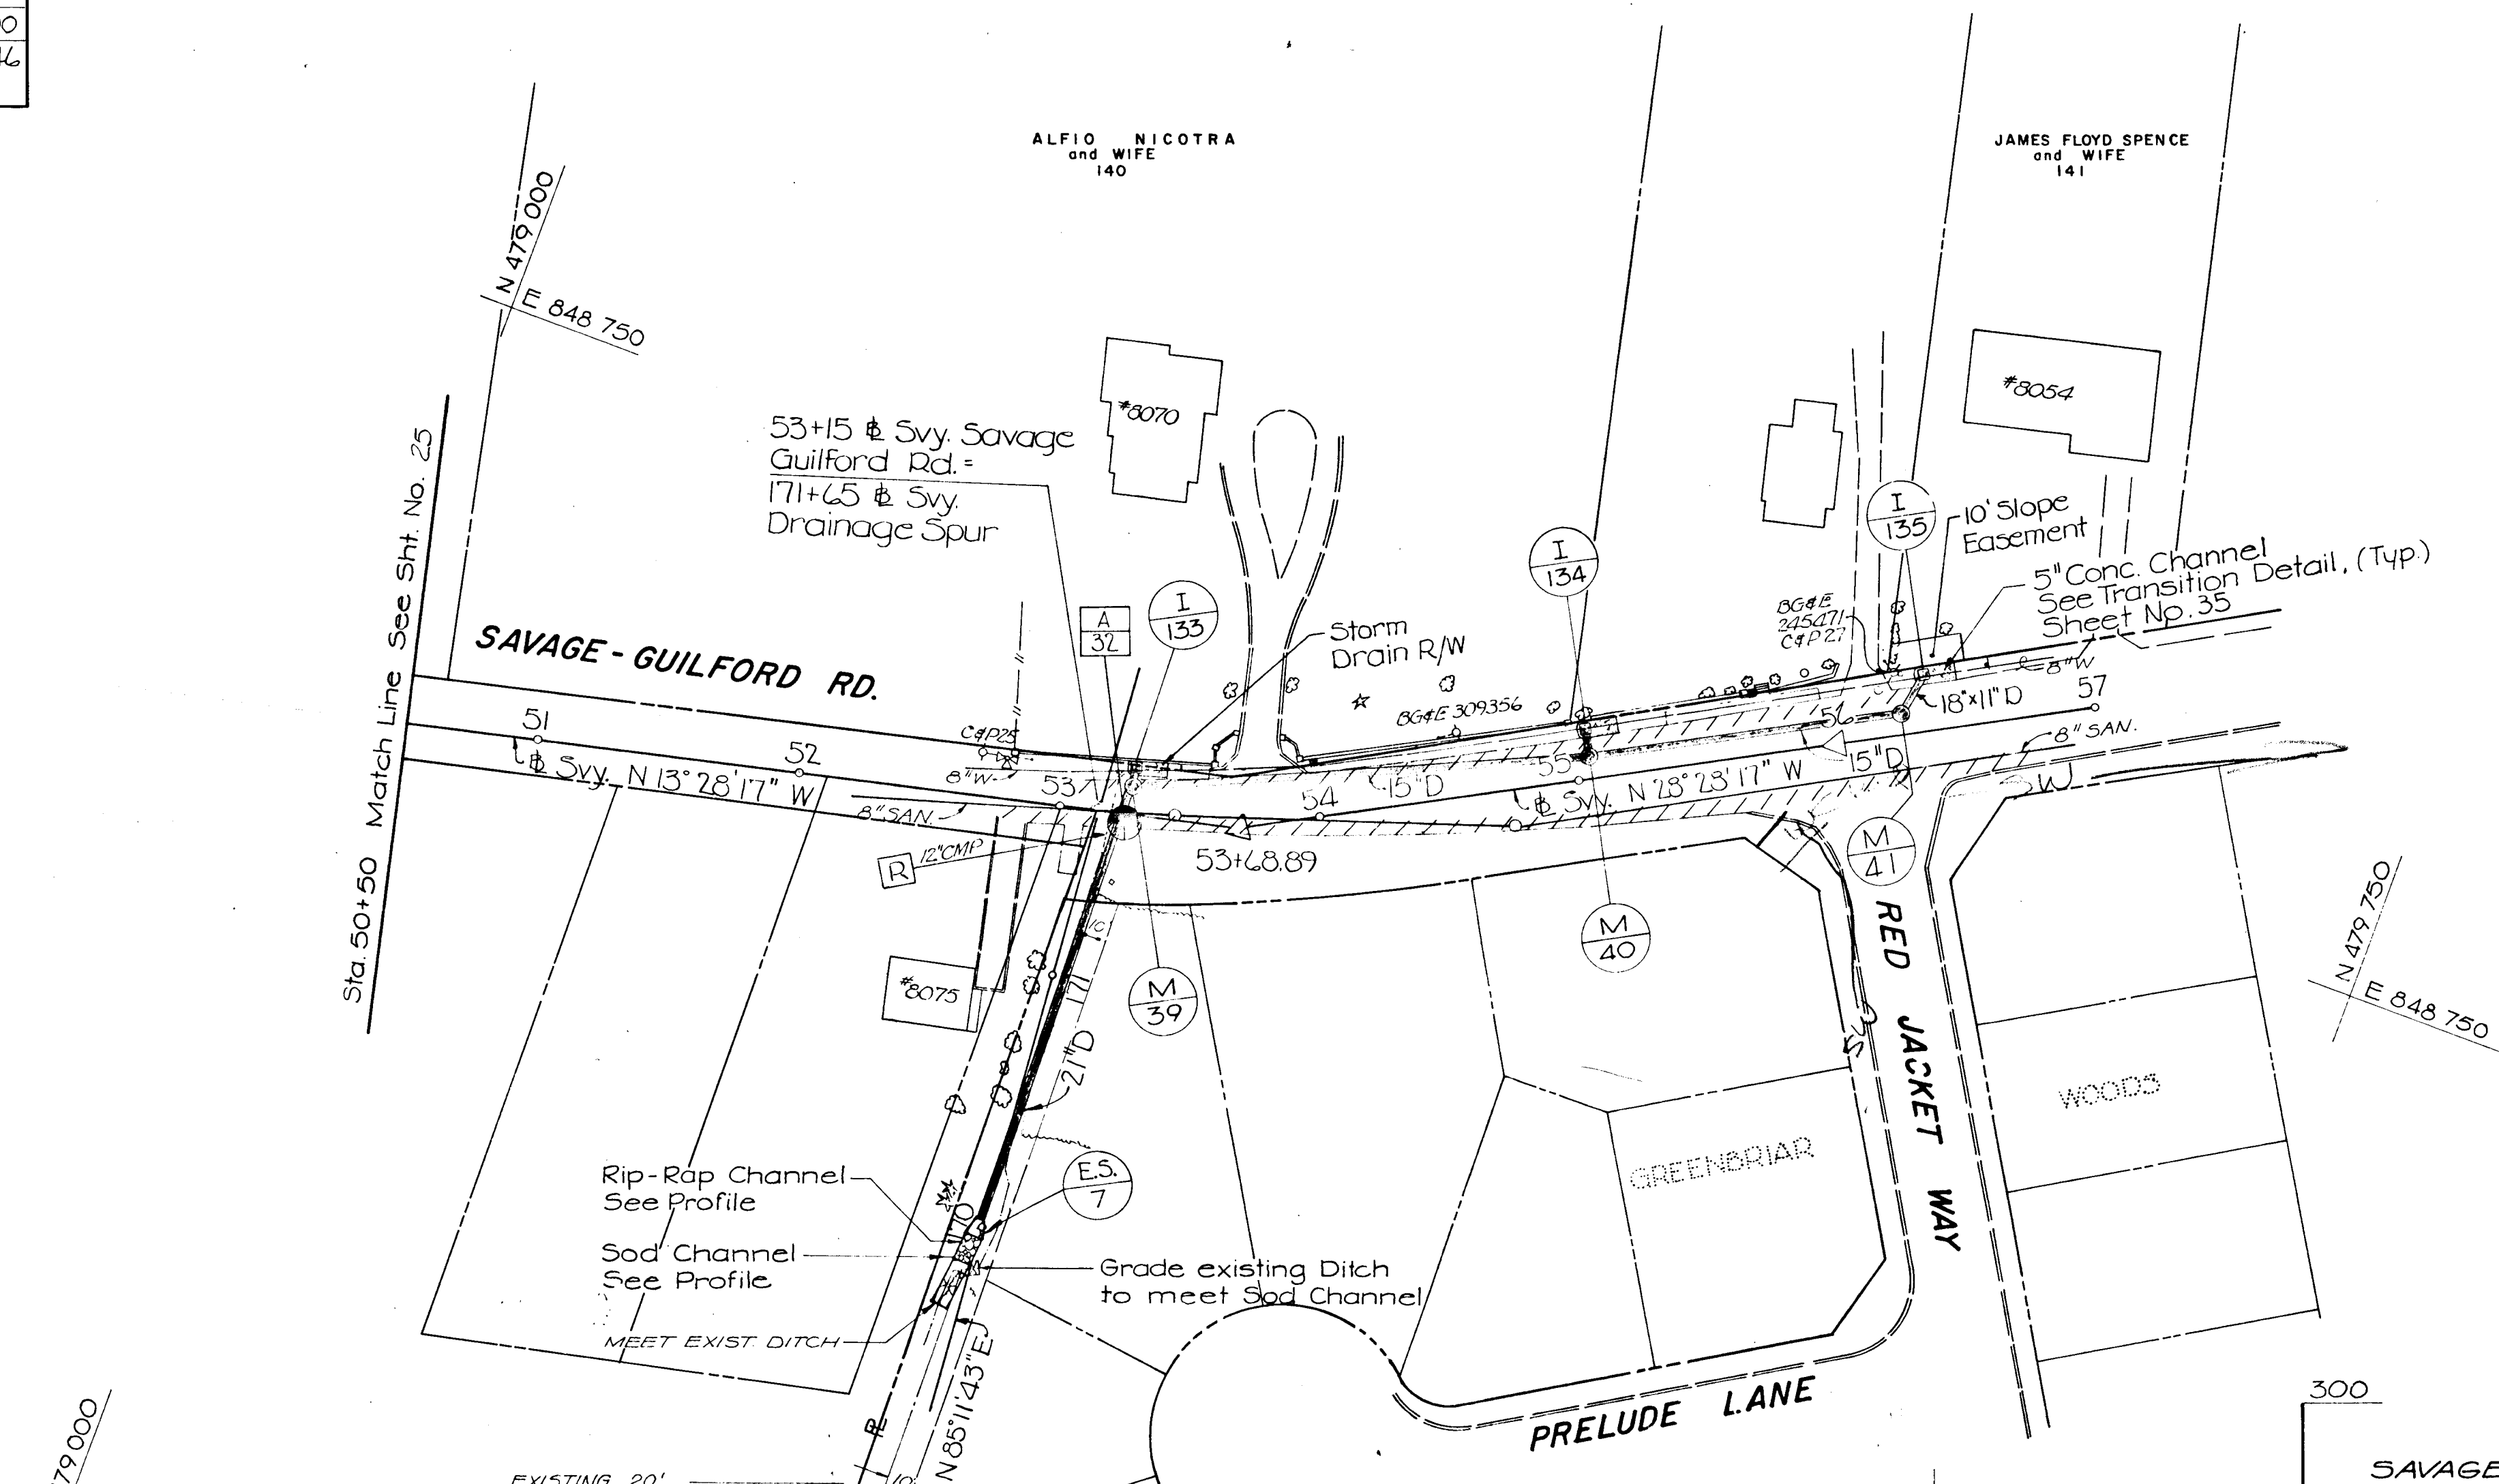 ALFIO NICOTRA
and WIFE
140
JAMES FLOYD SPENCE
and WIFE
141
N 479 000
E 848 750
#8070
#8054
53+15 ℄ Svy. Savage
Guilford Rd. =
171+65 ℄ Svy.
Drainage Spur
Sta. 50+50 Match Line See Sht. No. 25
I
135
10' Slope
Easement
I
134
5" Conc. Channel
See Transition Detail, (Typ.)
Sheet No. 35
BG&E
245471
C&P 27
A
32
I
133
Storm
Drain R/W
SAVAGE - GUILFORD RD.
8"W
57
18"x11"D
BG&E 309356
56
C&P25
8"W
51
52
53
54
55
15"D
15"D
8" SAN.
℄ Svy. N 13°28'17" W
℄ Svy. N 28°28'17" W
8" SAN.
SW
R
12"CMP
53+68.89
M
41
M
40
M
39
10'
#8075
171
21"D
RED JACKET WAY
N 479 750
E 848 750
WOODS
GREENBRIAR
Rip-Rap Channel
See Profile
E.S.
7
170
Sod Channel
See Profile
Grade existing Ditch
to meet Sod Channel
MEET EXIST. DITCH
N 85°11'43" E
PRELUDE LANE
300
SAVAGE
79 000
EXISTING 20'
10'